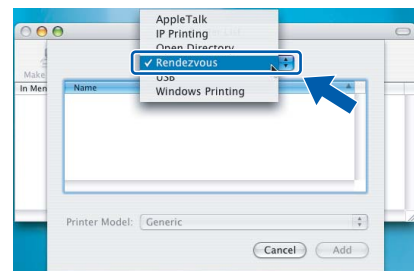 AppleTalk
IP Printing
Open Directory
✓ Rendezvous
USB
Windows Printing
Make
In Men
Name
Printer Model: Generic
Cancel Add